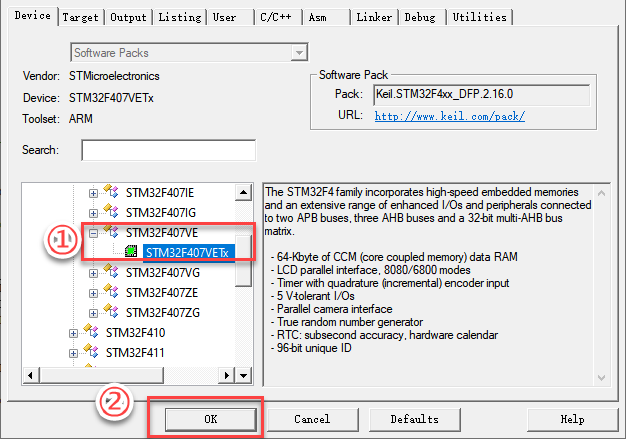 Device Target Output Listing User C/C++ Asm Linker Debug Utilities
Software Packs
Vendor: STMicroelectronics
Device: STM32F407VETx
Toolset: ARM
Search:
Software Pack
Pack: Keil.STM32F4xx_DFP.2.16.0
URL: http://www.keil.com/pack/
STM32F407IE
STM32F407IG
① STM32F407VE
STM32F407VETx
STM32F407VG
STM32F407ZE
STM32F407ZG
STM32F410
STM32F411
The STM32F4 family incorporates high-speed embedded memories
and an extensive range of enhanced I/Os and peripherals connected
to two APB buses, three AHB buses and a 32-bit multi-AHB bus
matrix.
- 64-Kbyte of CCM (core coupled memory) data RAM
- LCD parallel interface, 8080/6800 modes
- Timer with quadrature (incremental) encoder input
- 5 V-tolerant I/Os
- Parallel camera interface
- True random number generator
- RTC: subsecond accuracy, hardware calendar
- 96-bit unique ID
② OK Cancel Defaults Help